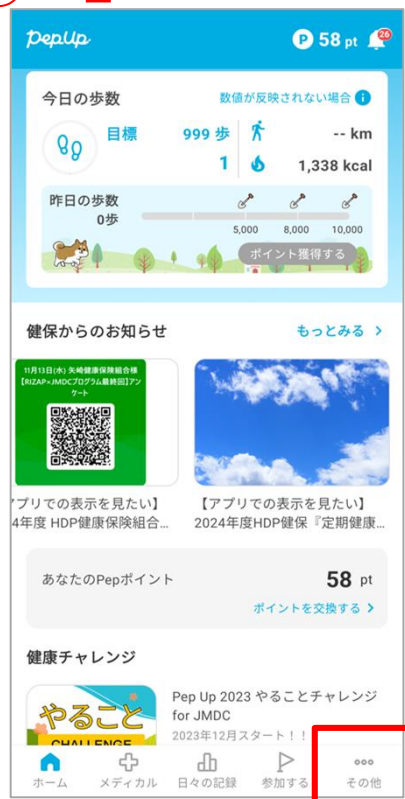 PepUp
P 58 pt 26
今日の歩数
数値が反映されない場合 i
目標 999 歩
-- km
1
1,338 kcal
昨日の歩数
0歩
5,000 8,000 10,000
ポイント獲得する
健保からのお知らせ
もっとみる >
11月13日(水) 矢崎健康保険組合様
【RIZAP×JMDCプログラム最終回】アン
ケート
プリでの表示を見たい】
4年度 HDP健康保険組合...
【アプリでの表示を見たい】
2024年度HDP健保『定期健康...
あなたのPepポイント
58 pt
ポイントを交換する >
健康チャレンジ
やること
CHALLENGE
Pep Up 2023 やることチャレンジ
for JMDC
2023年12月スタート！！
ホーム
メディカル
日々の記録
参加する
その他